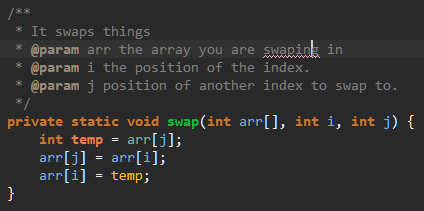 /**
 * It swaps things
 * @param arr the array you are swaping in
 * @param i the position of the index.
 * @param j position of another index to swap to.
 */
private static void swap(int arr[], int i, int j) {
    int temp = arr[j];
    arr[j] = arr[i];
    arr[i] = temp;
}